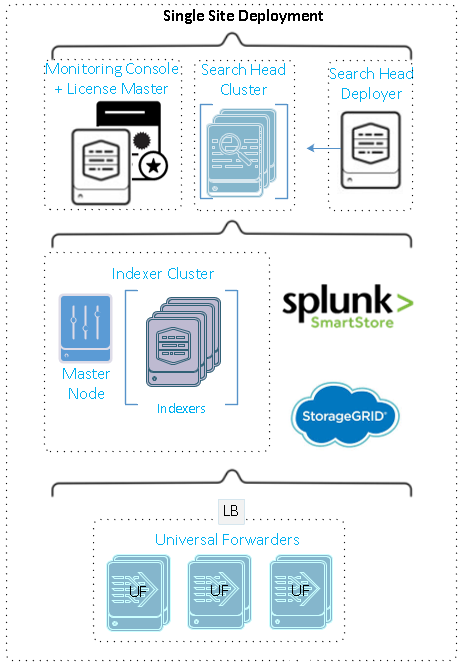 Single Site Deployment
Monitoring Console
+ License Master
Search Head
Cluster
Search Head
Deployer
Indexer Cluster
Master
Node
Indexers
splunk>
SmartStore
StorageGRID®
LB
Universal Forwarders
UF
UF
UF